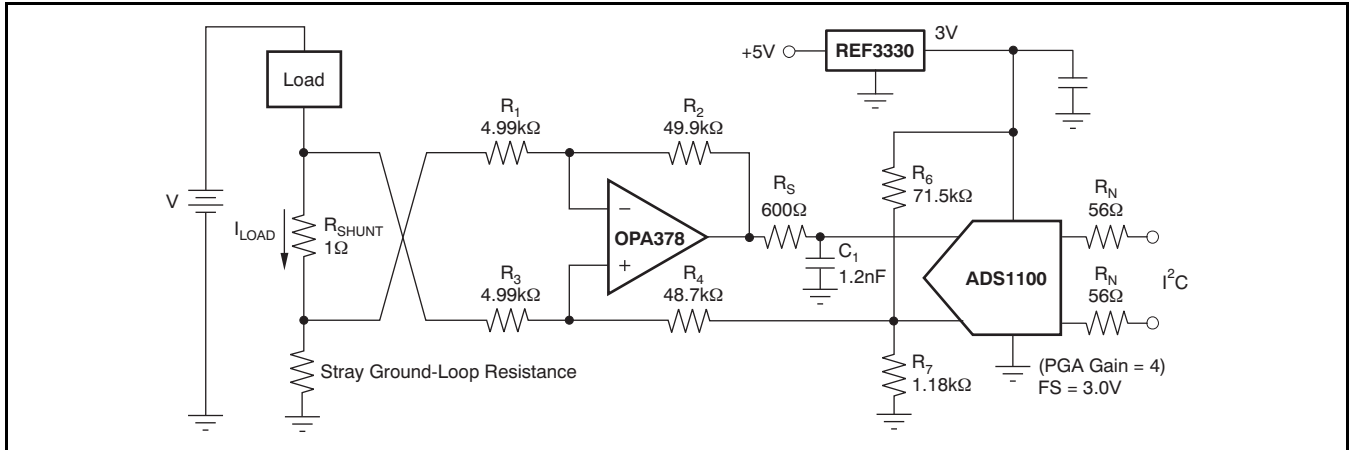 Load
V
I LOAD
R SHUNT
1Ω
Stray Ground-Loop Resistance
R1
4.99kΩ
R2
49.9kΩ
R3
4.99kΩ
R4
48.7kΩ
−
OPA378
+
RS
600Ω
C1
1.2nF
+5V
REF3330
3V
R6
71.5kΩ
R7
1.18kΩ
ADS1100
RN
56Ω
RN
56Ω
I²C
(PGA Gain = 4)
FS = 3.0V